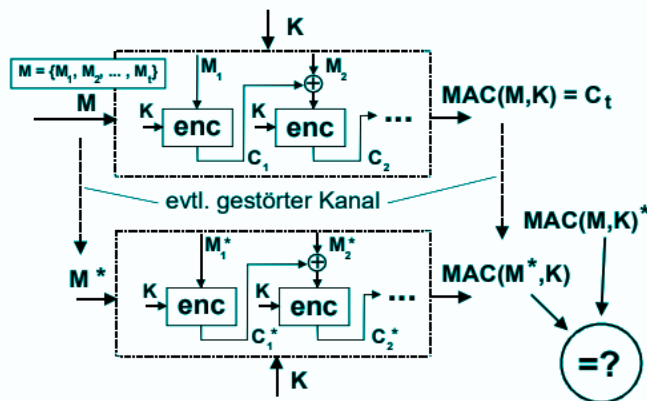 K
M = {M₁, M₂, ... , Mₜ}
M₁
M₂
M
K
enc
K
enc
...
MAC(M,K) = Cₜ
C₁
C₂
evtl. gestörter Kanal
MAC(M,K)*
M₁*
M₂*
M*
K
enc
K
enc
...
MAC(M*,K)
C₁*
C₂*
=?
K